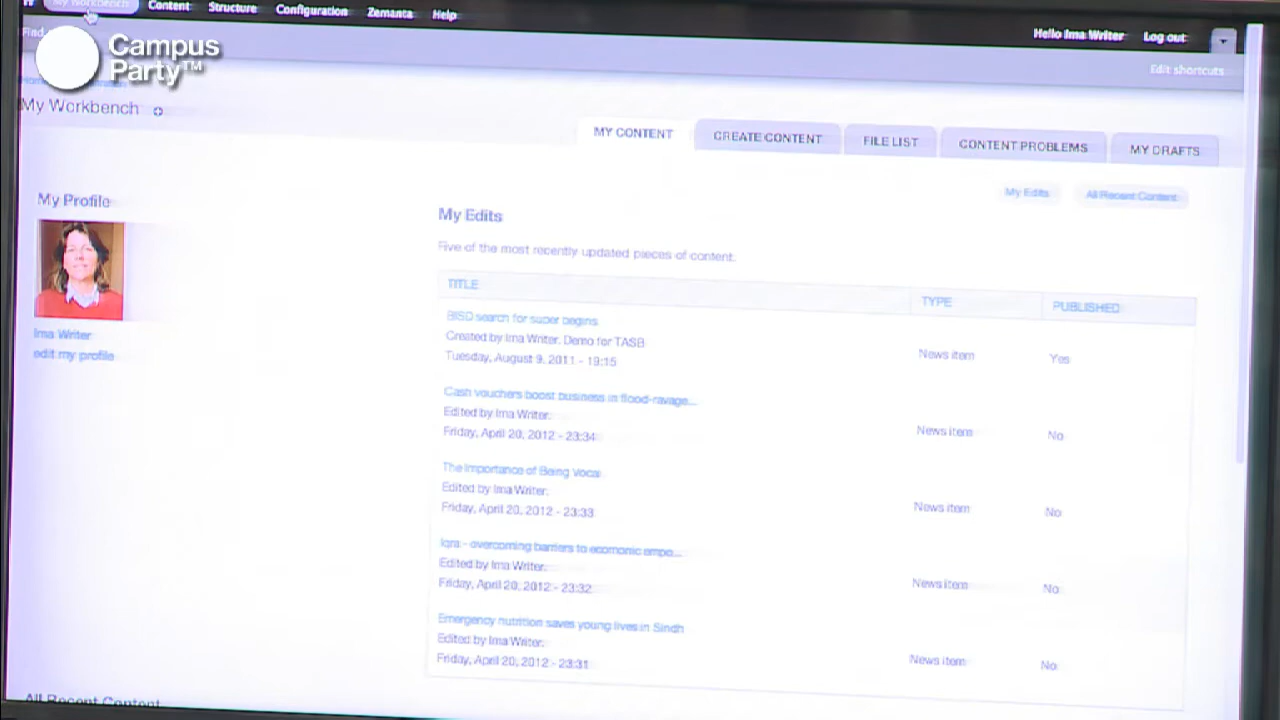 My Workbench
Content
Structure
Configuration
Zemanta
Help
Find
Hello Ima Writer
Log out
Edit shortcuts
Campus
Party™
My Workbench
MY CONTENT
CREATE CONTENT
FILE LIST
CONTENT PROBLEMS
MY DRAFTS
My Edits
All Recent Content
My Profile
Ima Writer
edit my profile
My Edits
Five of the most recently updated pieces of content.
TITLE
TYPE
PUBLISHED
BISD search for super begins
Created by Ima Writer. Demo for TASB
Tuesday, August 9, 2011 - 19:15
News item
Yes
Cash vouchers boost business in flood-ravage...
Edited by Ima Writer.
Friday, April 20, 2012 - 23:34
News item
No
The Importance of Being Vocal
Edited by Ima Writer.
Friday, April 20, 2012 - 23:33
News item
No
Iqra - overcoming barriers to ecomonic empo...
Edited by Ima Writer.
Friday, April 20, 2012 - 23:32
News item
No
Emergency nutrition saves young lives in Sindh
Edited by Ima Writer.
Friday, April 20, 2012 - 23:31
News item
No
All Recent Content